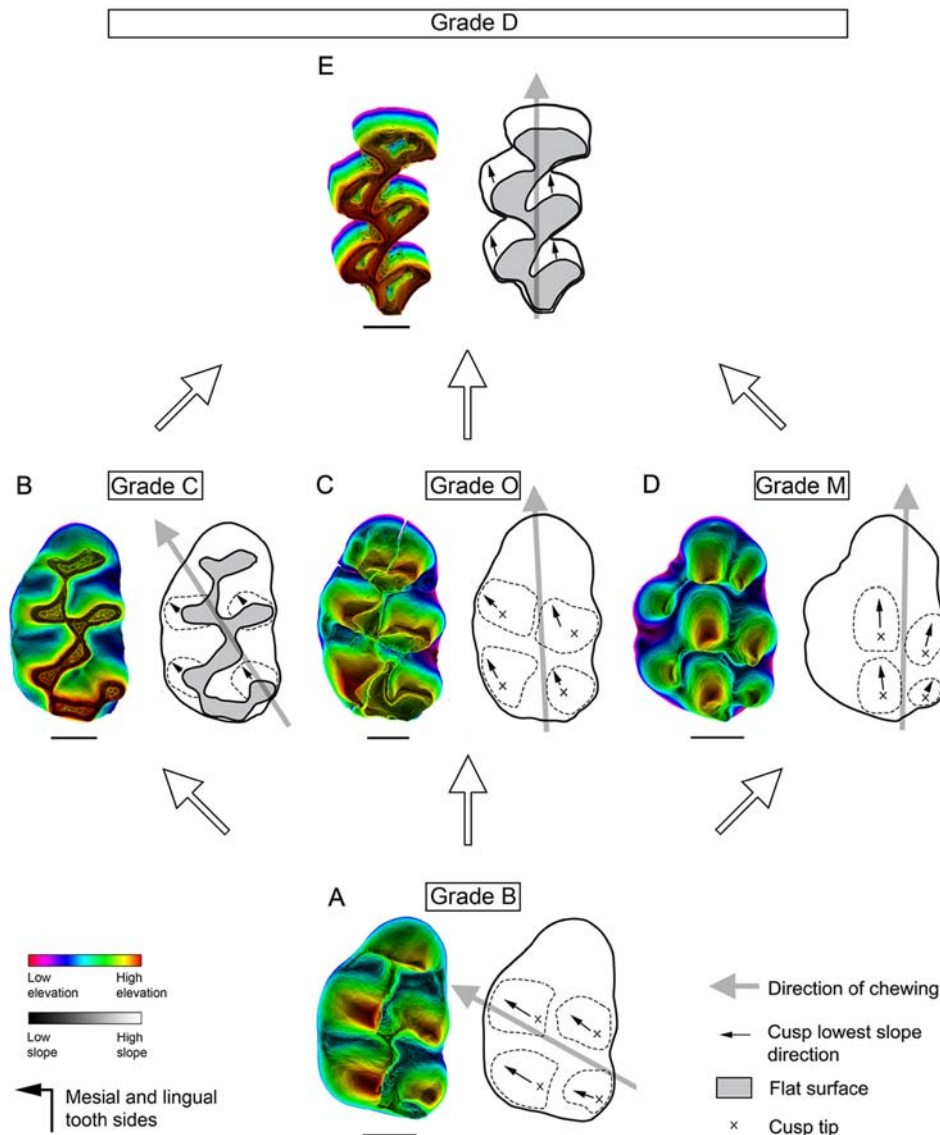 Grade D
E
B
Grade C
C
Grade O
D
Grade M
A
Grade B
Low elevation
High elevation
Low slope
High slope
Mesial and lingual
tooth sides
Direction of chewing
Cusp lowest slope
direction
Flat surface
Cusp tip